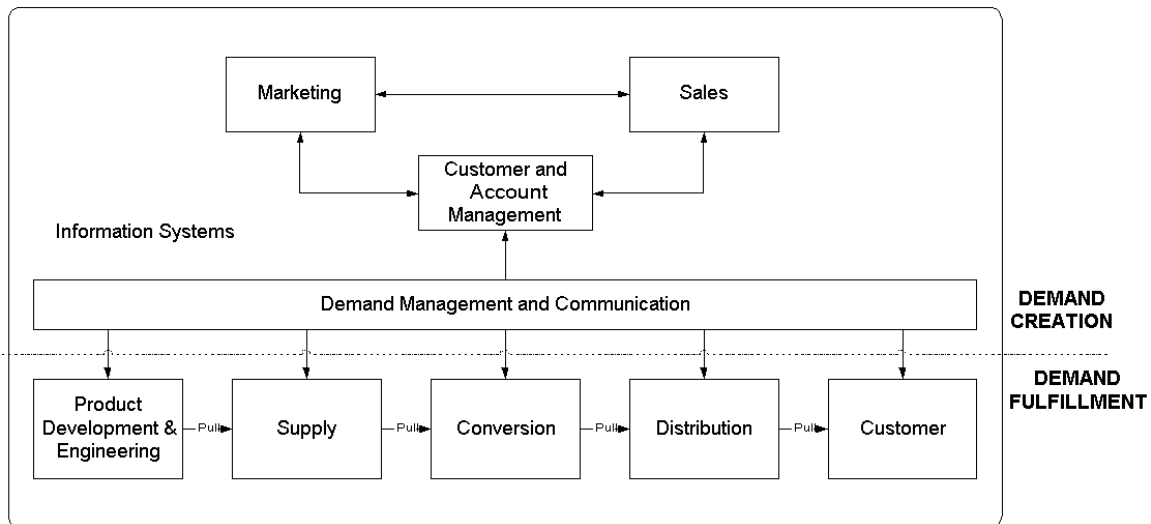 Marketing
Sales
Customer and
Account
Management
Information Systems
Demand Management and Communication
DEMAND
CREATION
DEMAND
FULFILLMENT
Product
Development &
Engineering
Pull
Supply
Pull
Conversion
Pull
Distribution
Pull
Customer